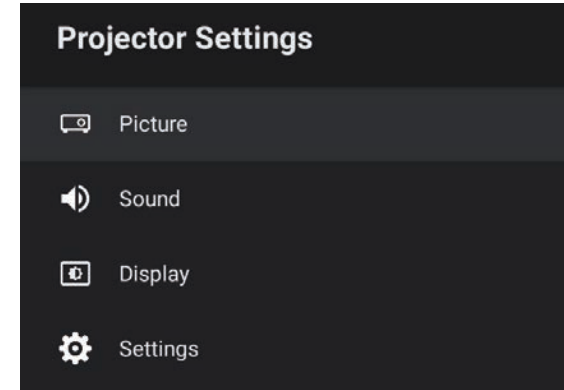 Projector Settings
Picture
Sound
Display
Settings